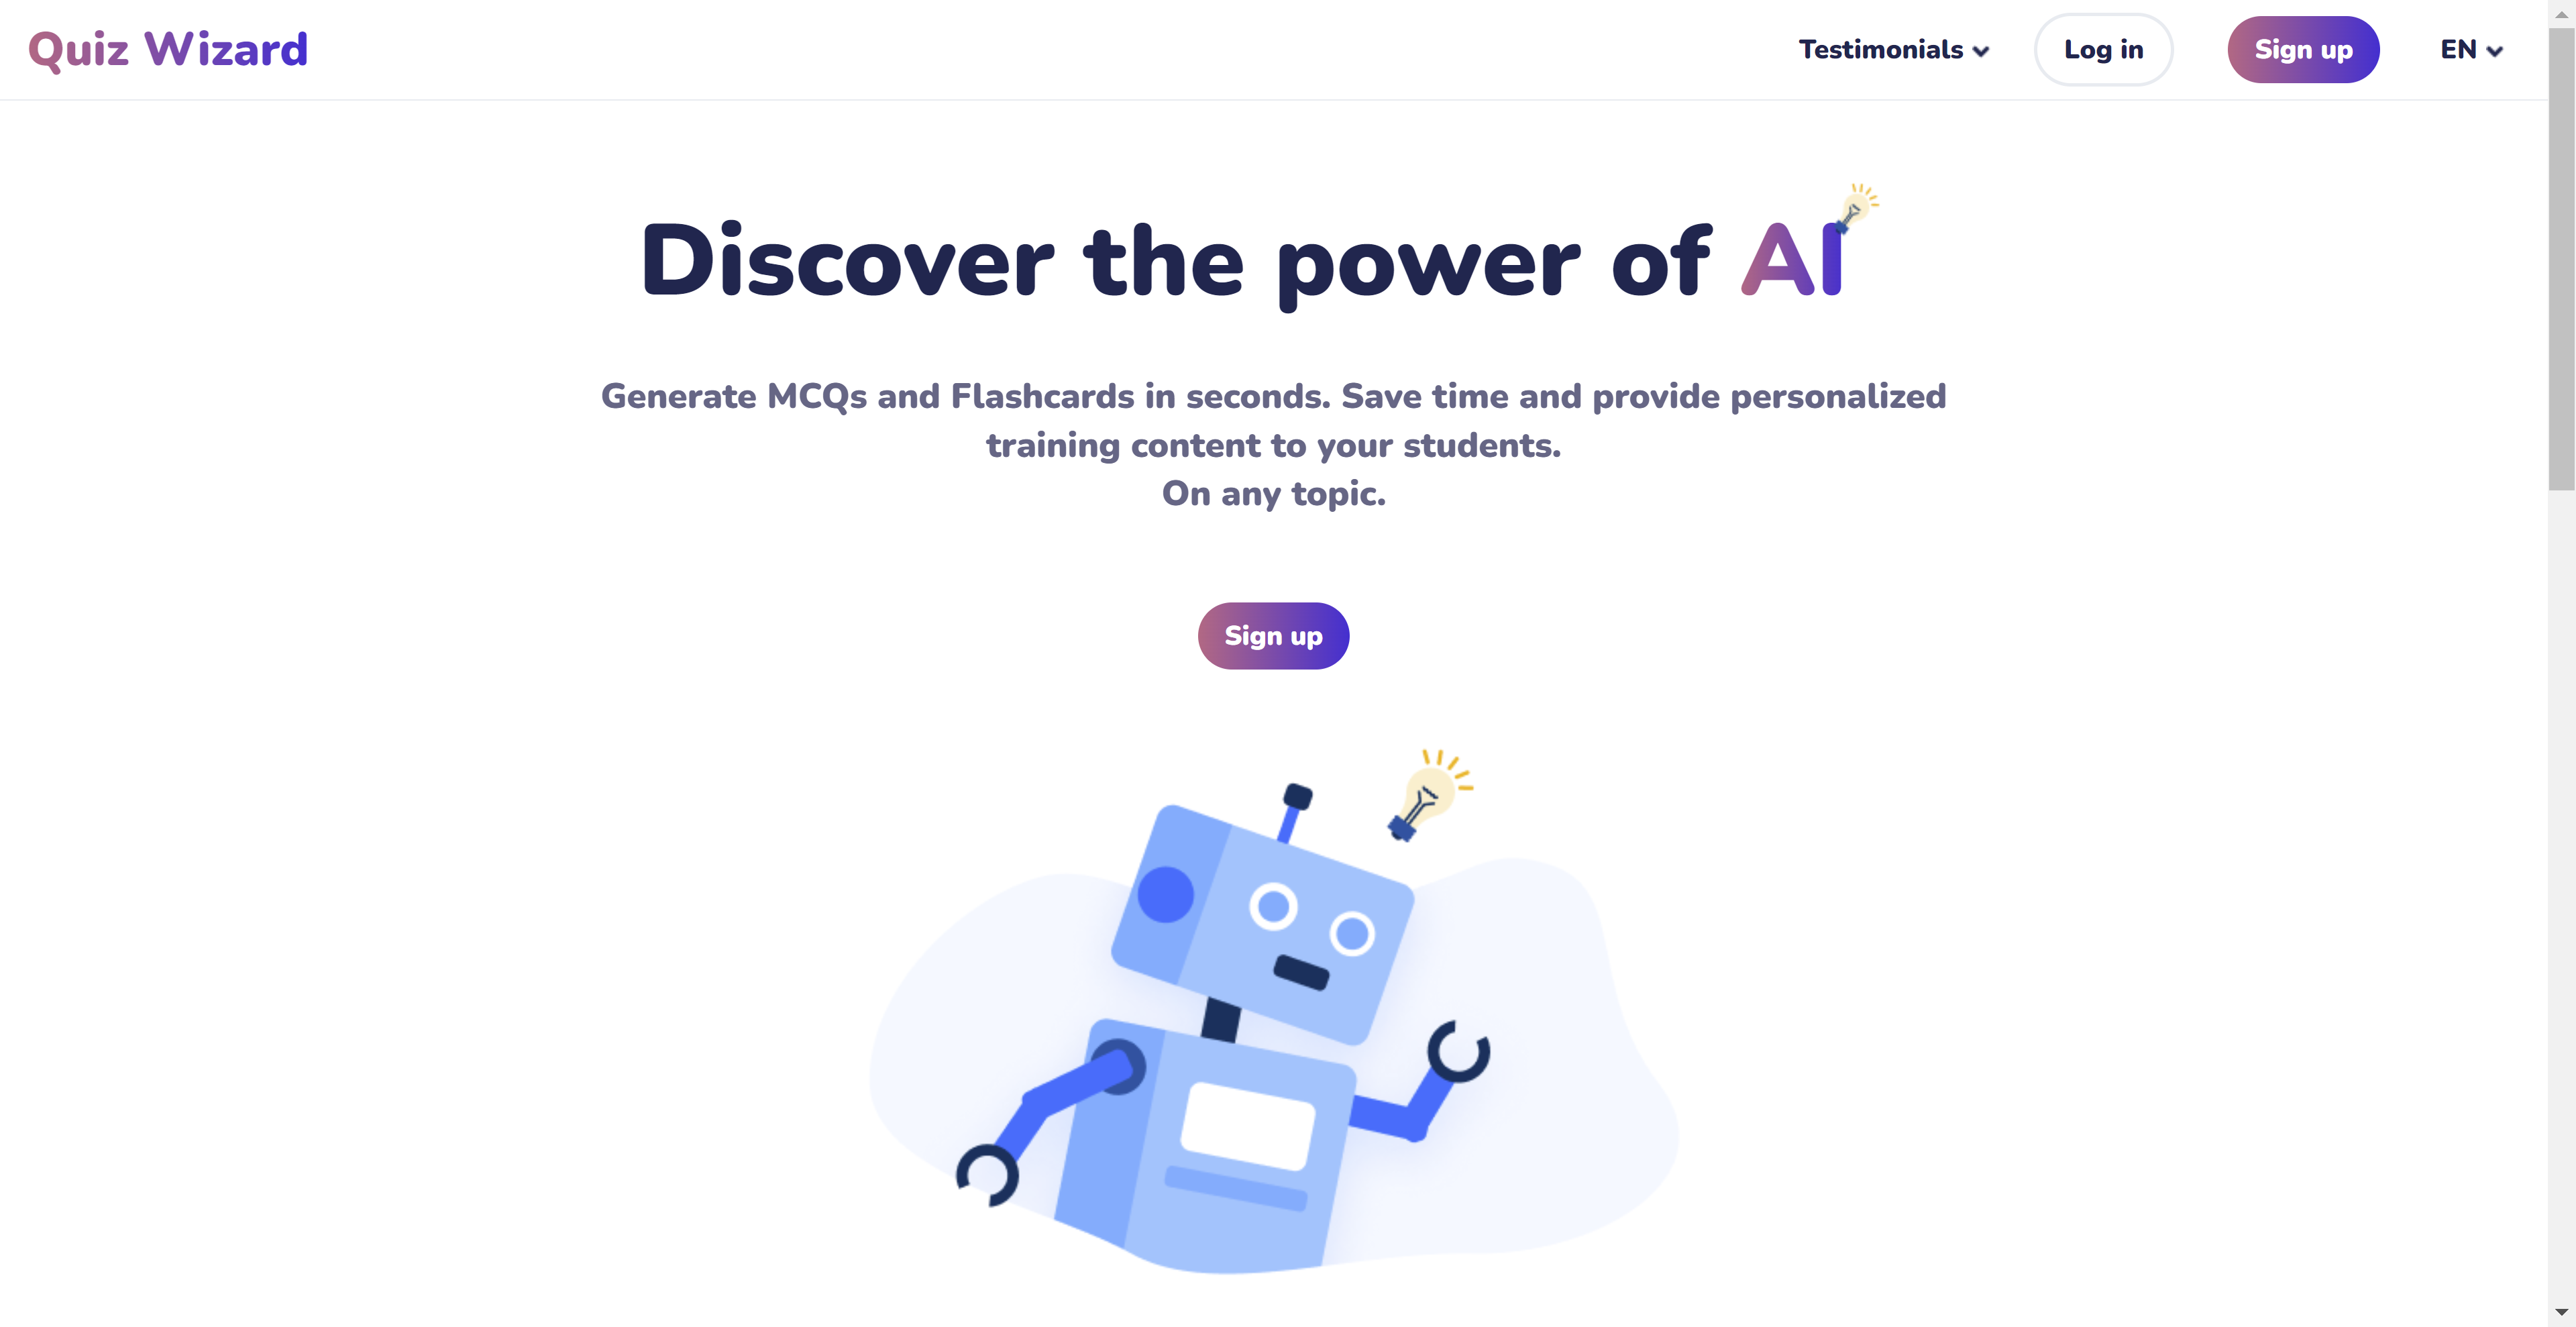 Quiz Wizard
Testimonials
Log in
Sign up
EN
Discover the power of AI
Generate MCQs and Flashcards in seconds. Save time and provide personalized
training content to your students.
On any topic.
Sign up